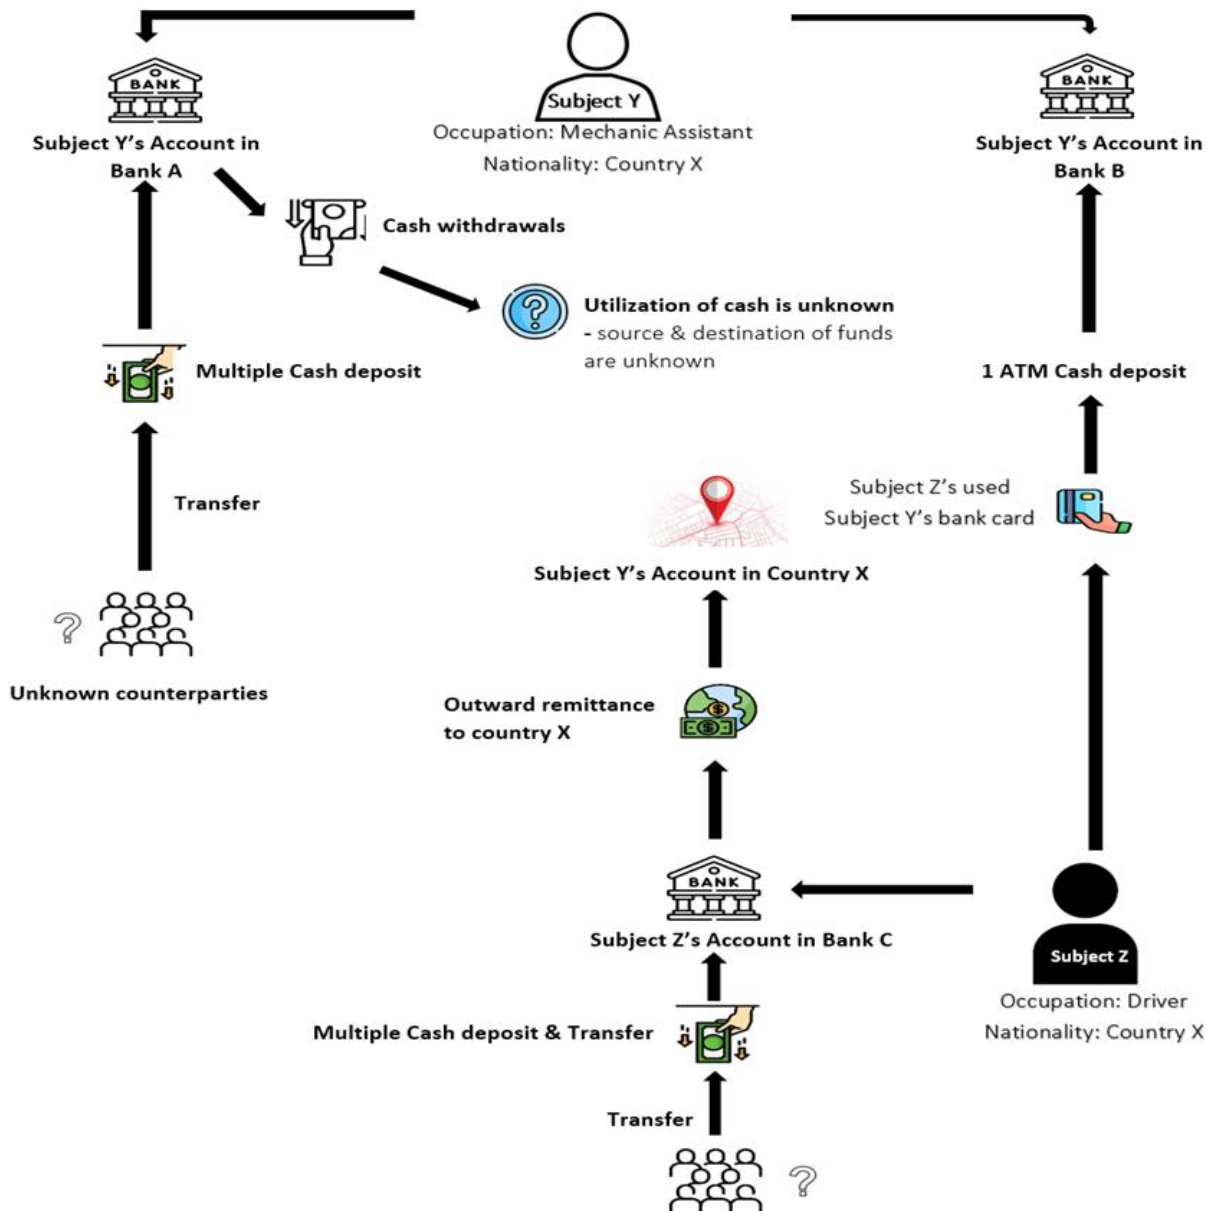 BANK
Subject Y's Account in
Bank A
Subject Y
Occupation: Mechanic Assistant
Nationality: Country X
BANK
Subject Y's Account in
Bank B
Cash withdrawals
Utilization of cash is unknown
- source & destination of funds
are unknown
Multiple Cash deposit
1 ATM Cash deposit
Transfer
Subject Z's used
Subject Y's bank card
?
Unknown counterparties
Subject Y's Account in Country X
Outward remittance
to country X
BANK
Subject Z's Account in Bank C
Subject Z
Occupation: Driver
Nationality: Country X
Multiple Cash deposit & Transfer
Transfer
?